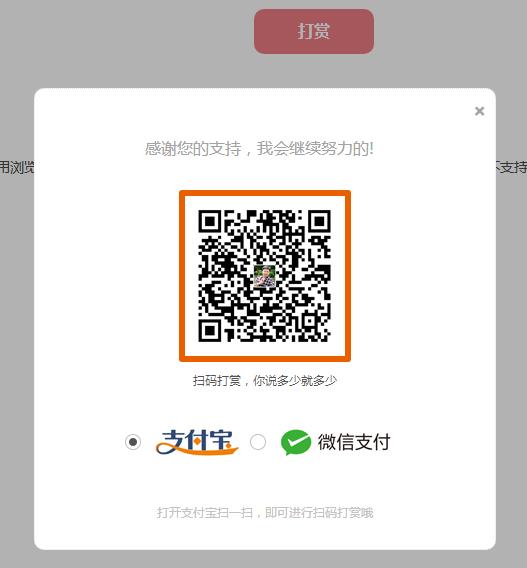 打赏
用浏览
不支持
×
感谢您的支持，我会继续努力的!
扫码打赏，你说多少就多少
支付宝
微信支付
打开支付宝扫一扫，即可进行扫码打赏哦